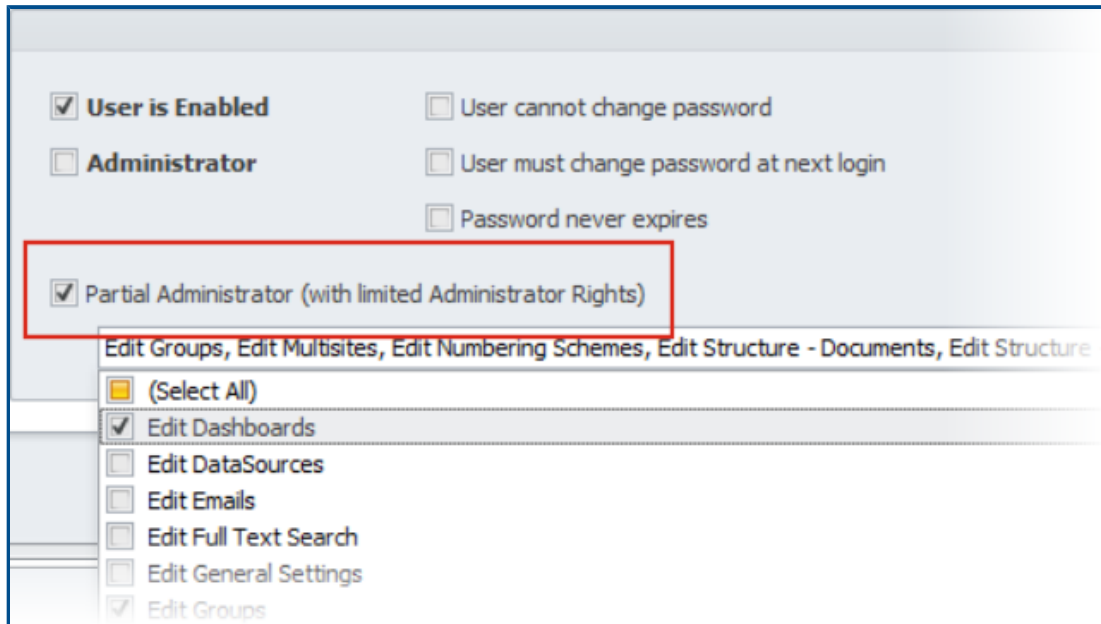 User is Enabled
User cannot change password
Administrator
User must change password at next login
Password never expires
Partial Administrator (with limited Administrator Rights)
Edit Groups, Edit Multisites, Edit Numbering Schemes, Edit Structure - Documents, Edit Structure
(Select All)
Edit Dashboards
Edit DataSources
Edit Emails
Edit Full Text Search
Edit General Settings
Edit Groups